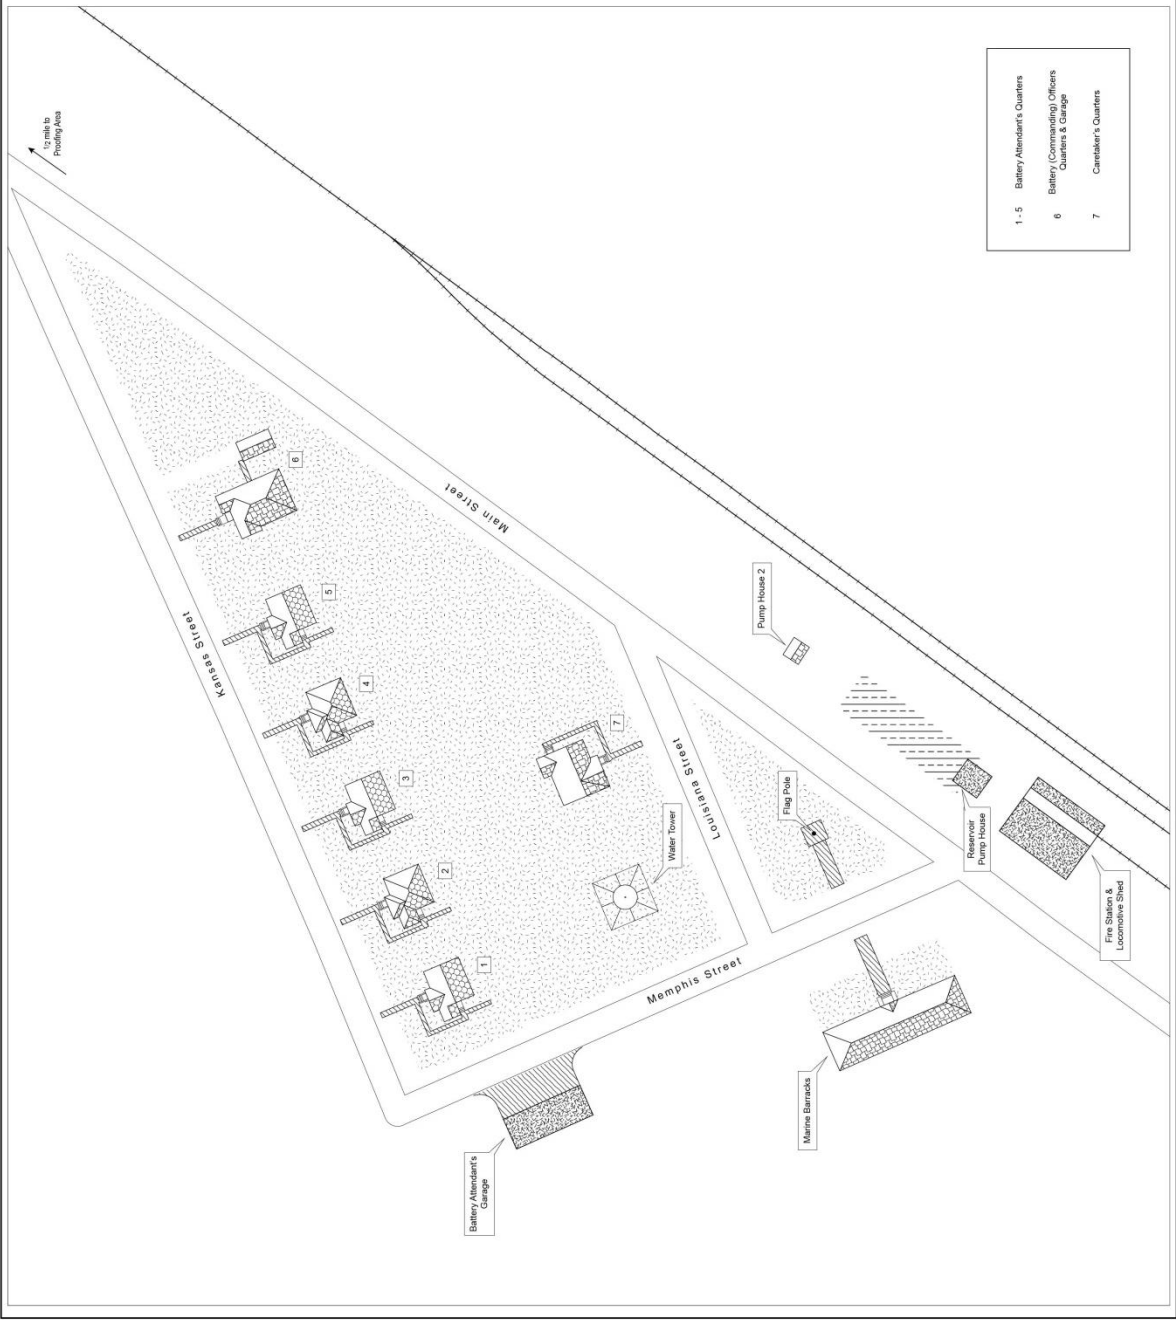 1/2 mile to
Proofing Area
1 - 5 Battery Attendant's Quarters
6 Battery (Commanding) Officers
Quarters & Garage
7 Caretaker's Quarters
Kansas Street
Main Street
Louisiana Street
Memphis Street
1
2
3
4
5
6
7
Water Tower
Flag Pole
Pump House 2
Reservoir
Pump House
Fire Station &
Locomotive Shed
Marine Barracks
Battery Attendant's
Garage